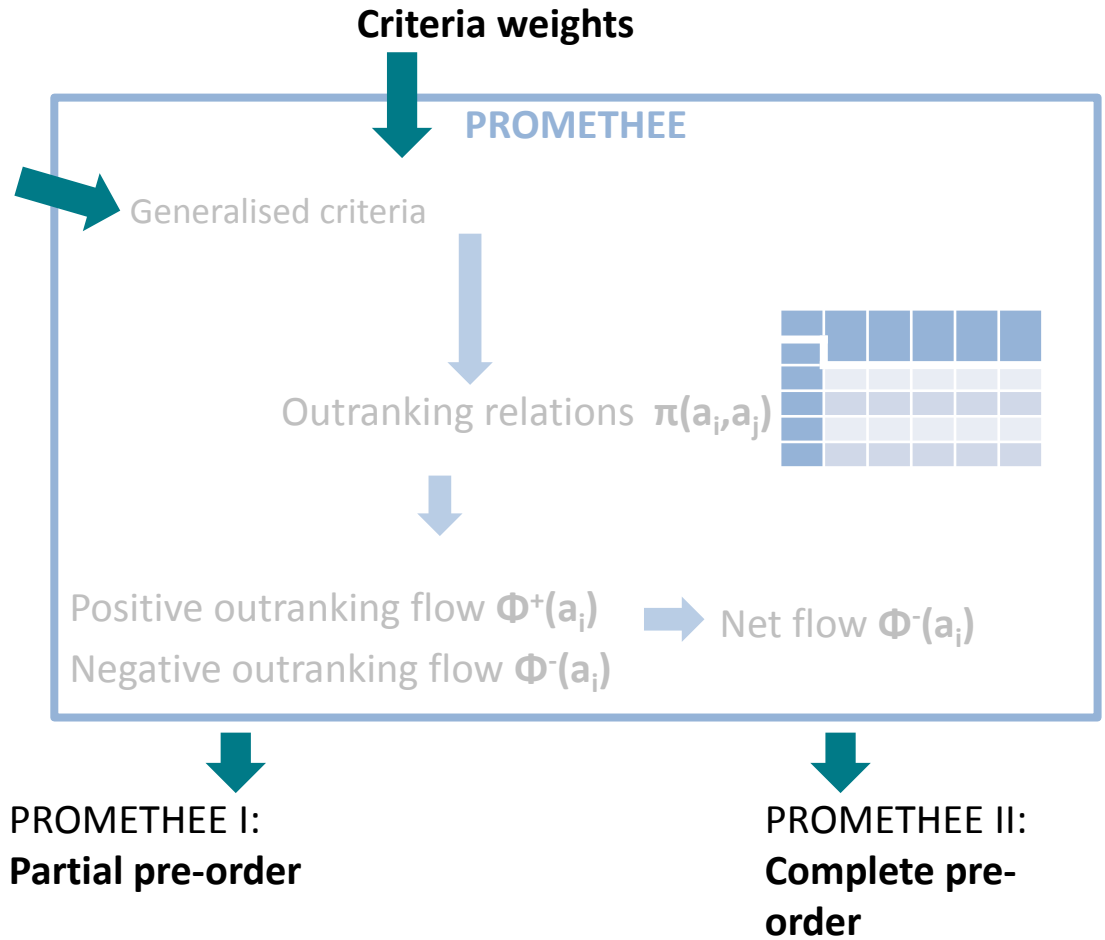 Criteria weights
PROMETHEE
Generalised criteria
Outranking relations π(aᵢ,aⱼ)
Positive outranking flow Φ⁺(aᵢ)
Net flow Φ⁻(aᵢ)
Negative outranking flow Φ⁻(aᵢ)
PROMETHEE I:
Partial pre-order
PROMETHEE II:
Complete pre-
order